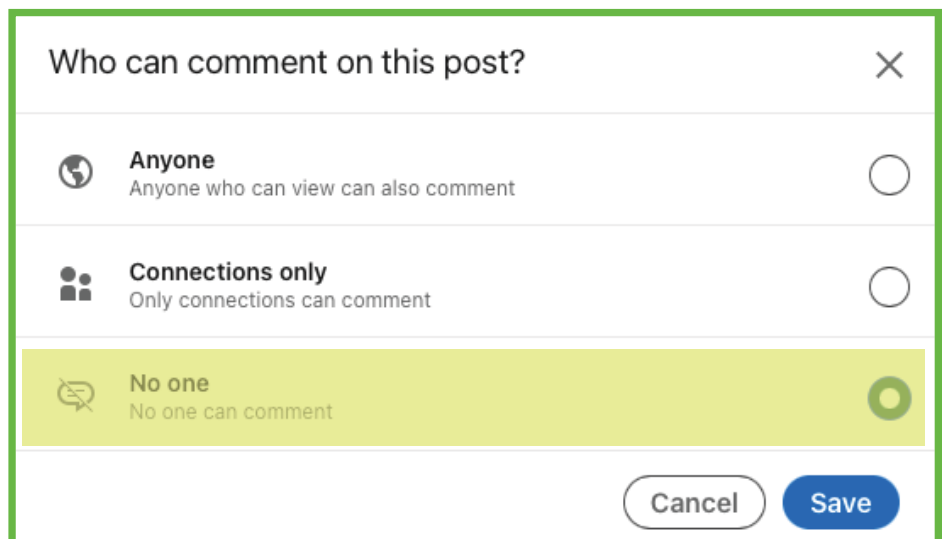 Who can comment on this post?
Anyone
Anyone who can view can also comment
Connections only
Only connections can comment
No one
No one can comment
Cancel Save